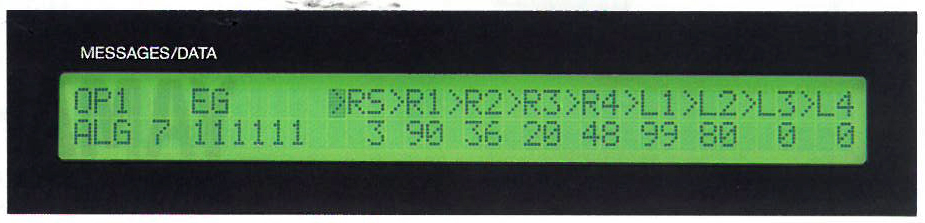 MESSAGES/DATA
OP1 EG >RS>R1>R2>R3>R4>L1>L2>L3>L4
ALG 7 111111 3 90 36 20 48 99 80 0 0